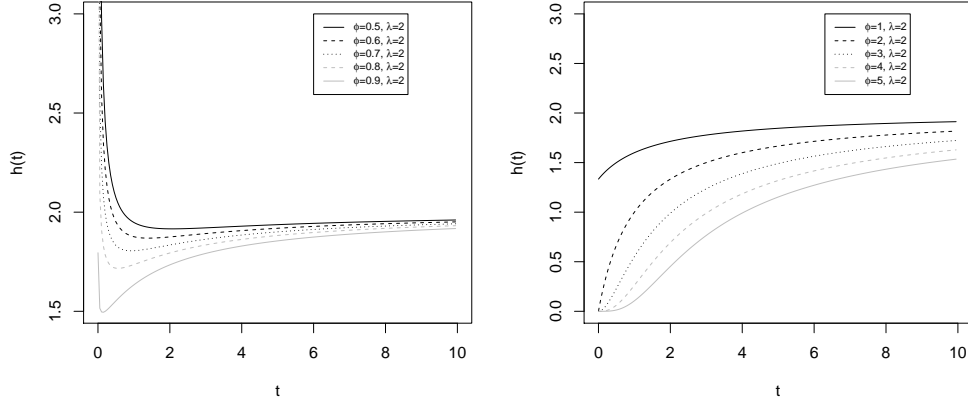 3.0
2.5
2.0
1.5
h(t)
0 2 4 6 8 10
t
ϕ=0.5, λ=2
ϕ=0.6, λ=2
ϕ=0.7, λ=2
ϕ=0.8, λ=2
ϕ=0.9, λ=2
3.0
2.5
2.0
1.5
1.0
0.5
0.0
h(t)
0 2 4 6 8 10
t
ϕ=1, λ=2
ϕ=2, λ=2
ϕ=3, λ=2
ϕ=4, λ=2
ϕ=5, λ=2